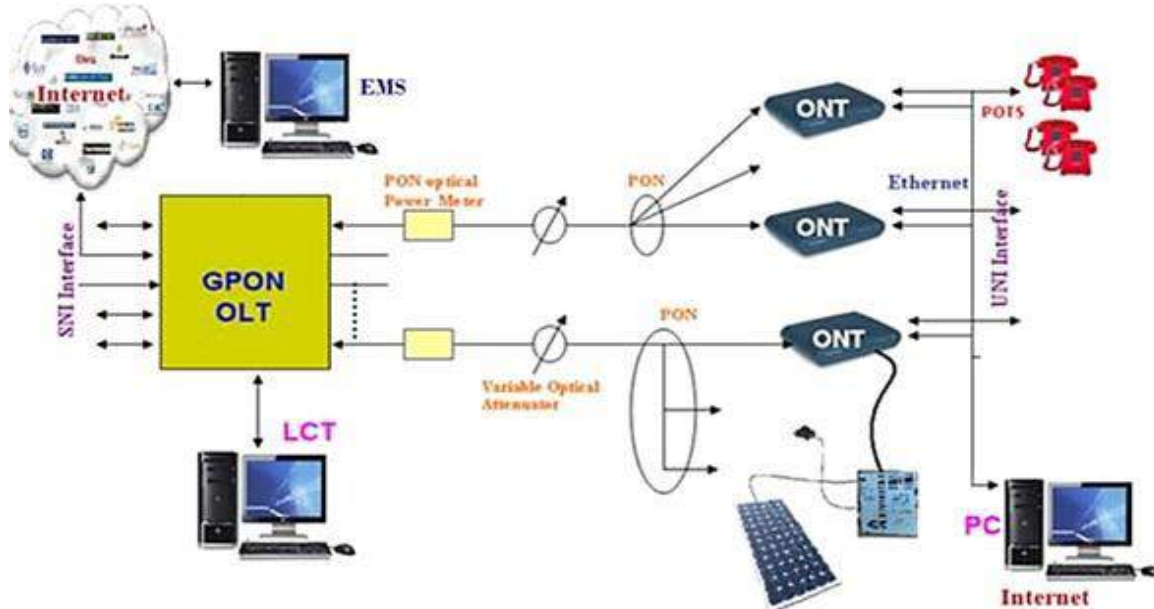 Internet
EMS
ONT
POTS
PON optical
Power Meter
PON
Ethernet
ONT
SNI Interface
GPON
OLT
UNI Interface
PON
ONT
Variable Optical
Attenuator
LCT
PC
Internet